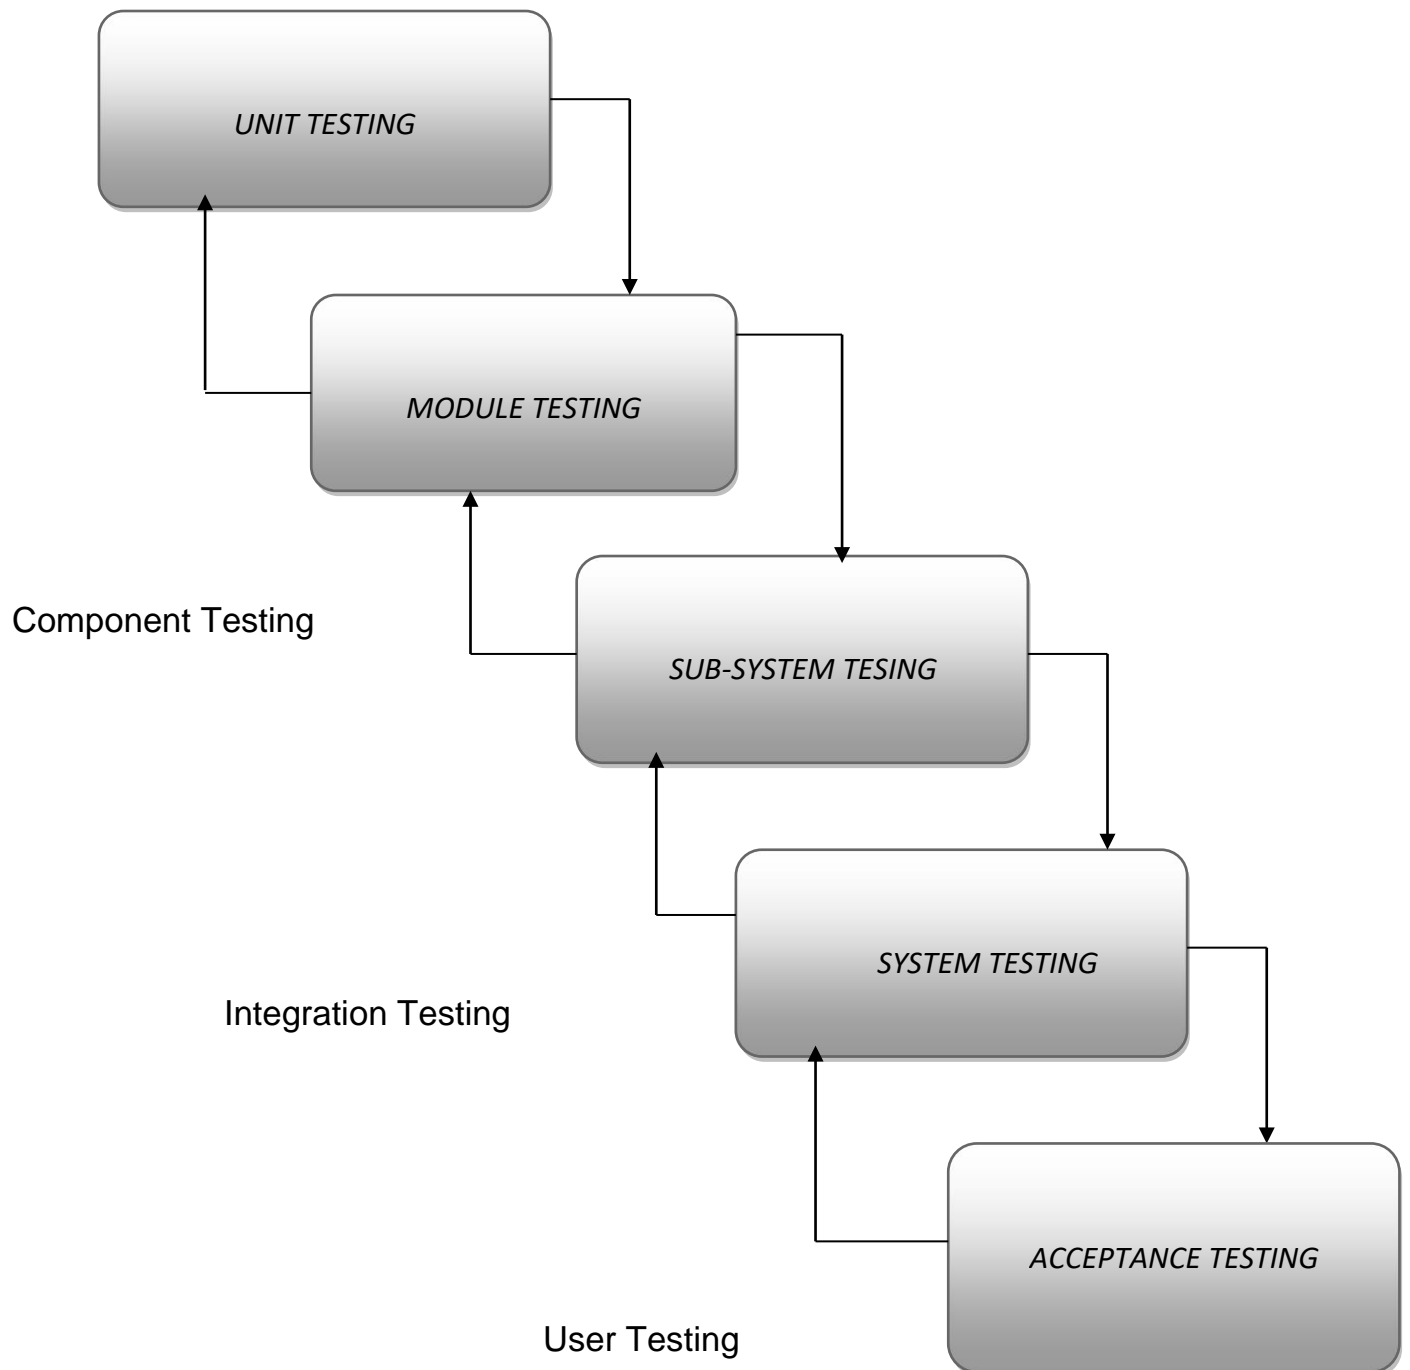 UNIT TESTING
MODULE TESTING
Component Testing
SUB-SYSTEM TESING
SYSTEM TESTING
Integration Testing
ACCEPTANCE TESTING
User Testing